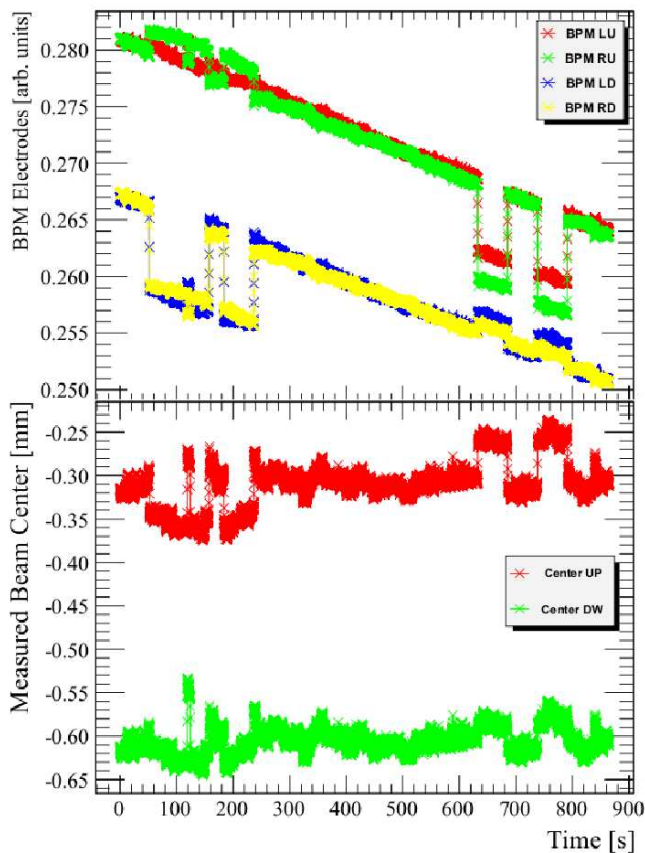 BPM Electrodes [arb. units]
0.280
0.275
0.270
0.265
0.260
0.255
0.250
BPM LU
BPM RU
BPM LD
BPM RD
Measured Beam Center [mm]
-0.25
-0.30
-0.35
-0.40
-0.45
-0.50
-0.55
-0.60
-0.65
Center UP
Center DW
0 100 200 300 400 500 600 700 800 900
Time [s]